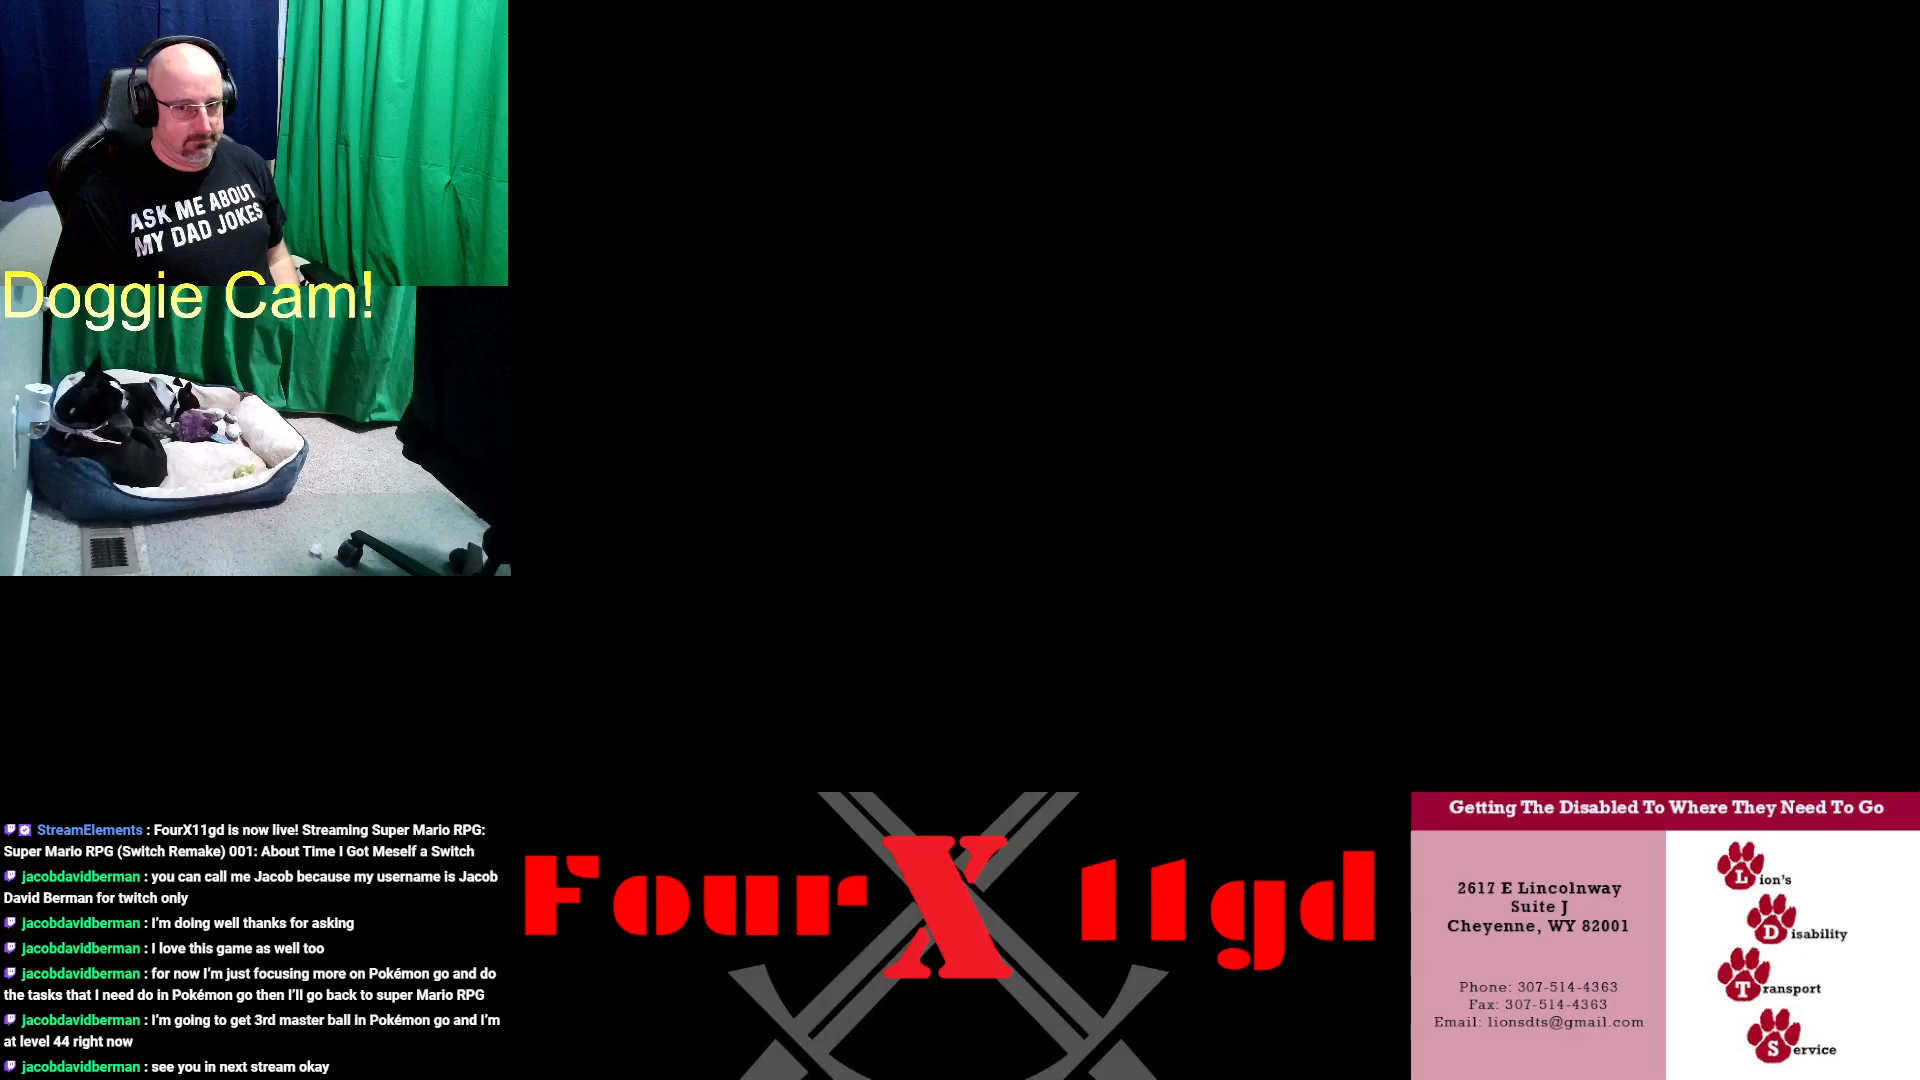 ASK ME ABOUT
MY DAD JOKES
Doggie Cam!
StreamElements : FourX11gd is now live! Streaming Super Mario RPG:
Super Mario RPG (Switch Remake) 001: About Time I Got Meself a Switch
jacobdavidberman : you can call me Jacob because my username is Jacob
David Berman for twitch only
jacobdavidberman : I’m doing well thanks for asking
jacobdavidberman : I love this game as well too
jacobdavidberman : for now I’m just focusing more on Pokémon go and do
the tasks that I need do in Pokémon go then I’ll go back to super Mario RPG
jacobdavidberman : I’m going to get 3rd master ball in Pokémon go and I’m
at level 44 right now
jacobdavidberman : see you in next stream okay
FourX11gd
Getting The Disabled To Where They Need To Go
2617 E Lincolnway
Suite J
Cheyenne, WY 82001
Phone: 307-514-4363
Fax: 307-514-4363
Email: lionsdts@gmail.com
Lion's
Disability
Transport
Service